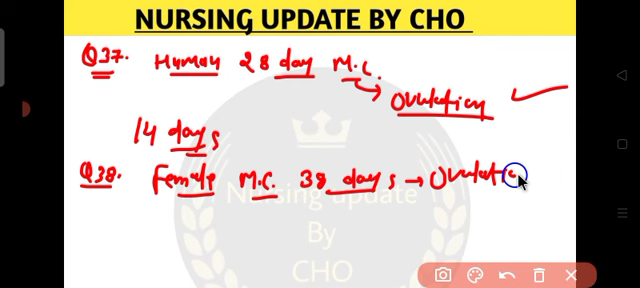 NURSING UPDATE BY CHO
Q37. Human 28 day M.C.
Ovulation
14 days
Q38. Female M.C. 38 days → Ovulatio
Nursing update
By
CHO